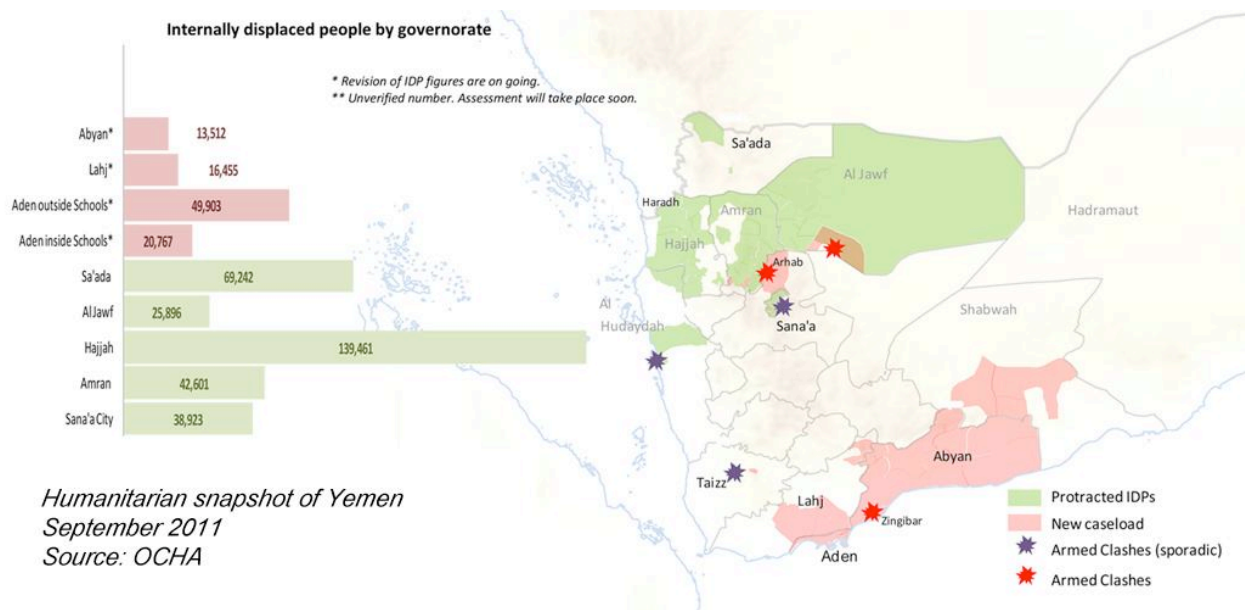 Internally displaced people by governorate
* Revision of IDP figures are on going.
** Unverified number. Assessment will take place soon.
Abyan* 13,512
Lahj* 16,455
Aden outside Schools* 49,903
Aden inside Schools* 20,767
Sa'ada 69,242
Al Jawf 25,896
Hajjah 139,461
Amran 42,601
Sana'a City 38,923
Humanitarian snapshot of Yemen
September 2011
Source: OCHA
Sa'ada
Al Jawf
Haradh
Amran
Hadramaut
Hajjah
Arhab
Al
Hudaydah
Sana'a
Shabwah
Abyan
Taizz
Lahj
Zingibar
Aden
Protracted IDPs
New caseload
Armed Clashes (sporadic)
Armed Clashes